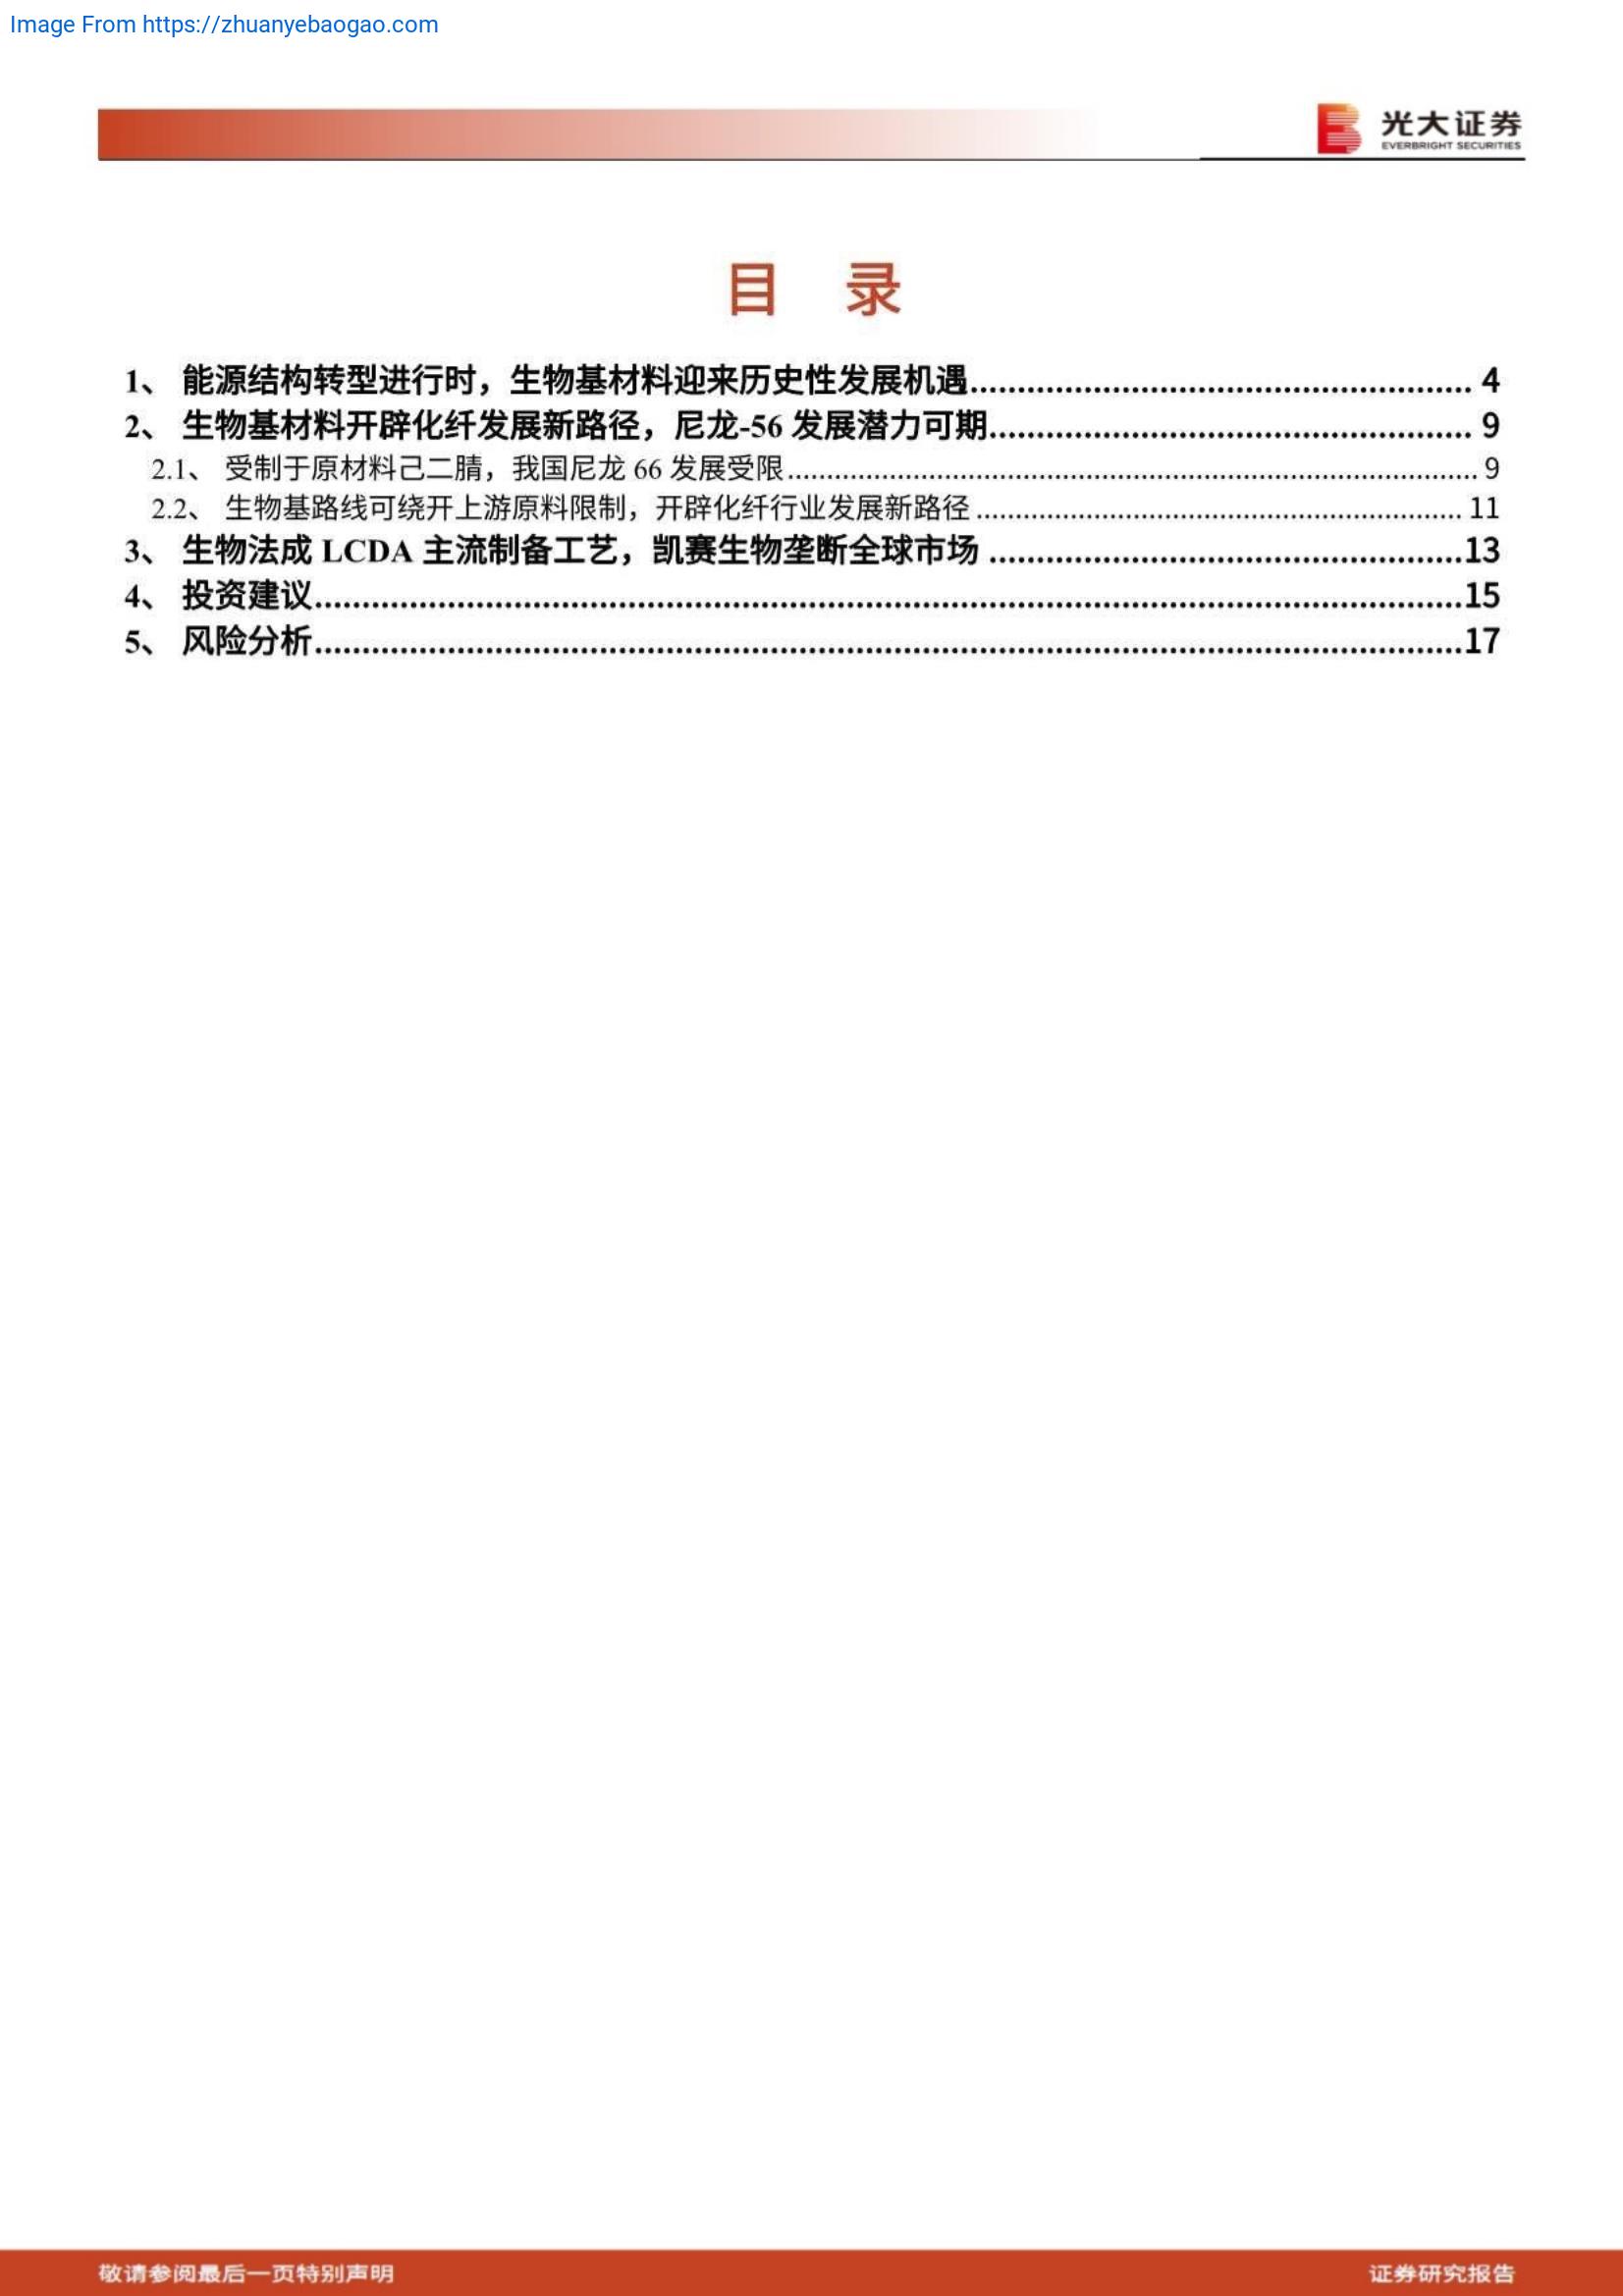 Image From https://zhuanyebaogao.com
光大证券
EVERBRIGHT SECURITIES
目 录
1、 能源结构转型进行时，生物基材料迎来历史性发展机遇 4
2、 生物基材料开辟化纤发展新路径，尼龙-56 发展潜力可期 9
2.1、 受制于原材料己二腈，我国尼龙 66 发展受限 9
2.2、 生物基路线可绕开上游原料限制，开辟化纤行业发展新路径 11
3、 生物法成 LCDA 主流制备工艺，凯赛生物垄断全球市场 13
4、 投资建议 15
5、 风险分析 17
敬请参阅最后一页特别声明
证券研究报告